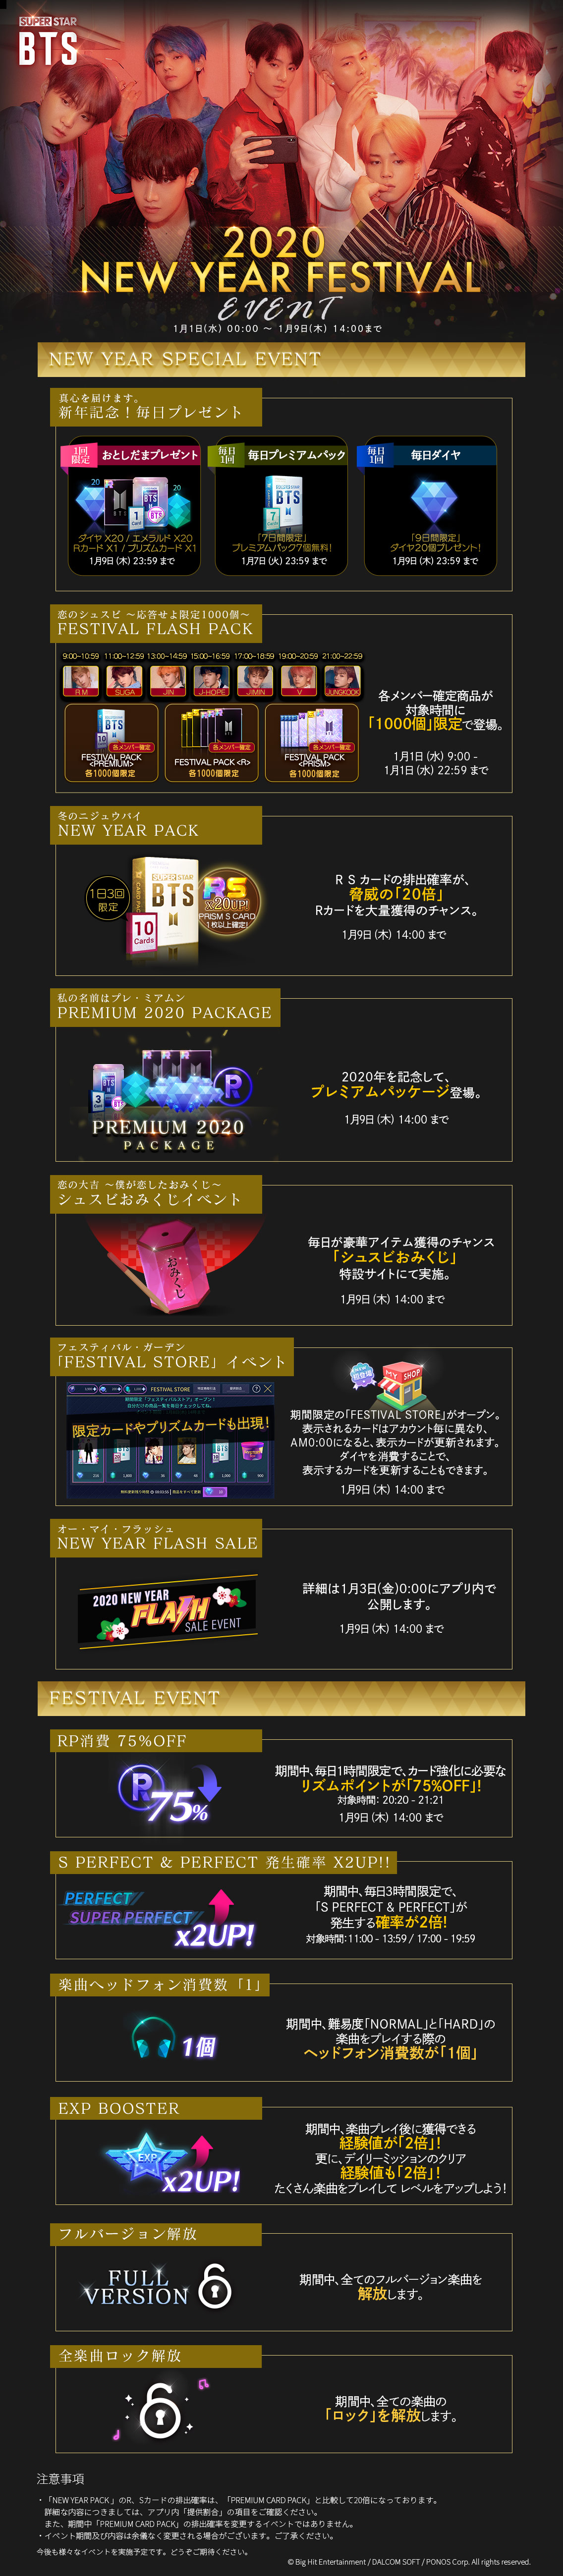 SUPER STAR
BTS
2020
NEW YEAR FESTIVAL
EVENT
1月1日(水) 00:00 ～ 1月9日(木) 14:00まで
NEW YEAR SPECIAL EVENT
真心を届けます。
新年記念！毎日プレゼント
1回
限定
おとしだまプレゼント
20
20
BTS
1
Card
BTS
ダイヤ X20 / エメラルド X20
Rカード X1 / プリズムカード X1
1月9日 (木) 23:59 まで
毎日
1回
毎日プレミアムパック
BTS
7
Cards
「7日間限定」
プレミアムパック7個無料！
1月7日 (火) 23:59 まで
毎日
1回
毎日ダイヤ
「9日間限定」
ダイヤ20個プレゼント！
1月9日 (木) 23:59 まで
恋のシュスビ ～応答せよ限定1000個～
FESTIVAL FLASH PACK
9:00~10:59 11:00~12:59 13:00~14:59 15:00~16:59 17:00~18:59 19:00~20:59 21:00~22:59
R M SUGA JIN J-HOPE JIMIN V JUNGKOOK
BTS
10
各メンバー確定
FESTIVAL PACK
<PREMIUM>
各1000個限定
各メンバー確定
FESTIVAL PACK <R>
各1000個限定
各メンバー確定
FESTIVAL PACK
<PRISM>
各1000個限定
各メンバー確定商品が
対象時間に
「1000個」限定で登場。
1月1日 (水) 9:00 -
1月1日 (水) 22:59 まで
冬のニジュウバイ
NEW YEAR PACK
1日3回
限定
CARD PACK
SUPER STAR
BTS
10
Cards
RS
X20UP!
PRISM S CARD
1枚以上確定!
R S カードの排出確率が、
脅威の「20倍」
Rカードを大量獲得のチャンス。
1月9日 (木) 14:00 まで
私の名前はプレ・ミアムン
PREMIUM 2020 PACKAGE
BTS
3
Card
BTS
R
PREMIUM 2020
PACKAGE
2020年を記念して、
プレミアムパッケージ登場。
1月9日 (木) 14:00 まで
恋の大吉 ～僕が恋したおみくじ～
シュスビおみくじイベント
おみくじ
毎日が豪華アイテム獲得のチャンス
「シュスビおみくじ」
特設サイトにて実施。
1月9日 (木) 14:00 まで
フェスティバル・ガーデン
「FESTIVAL STORE」イベント
FESTIVAL STORE
期間限定「フェスティバルストア」オープン！
自分だけの商品一覧を毎日チェックしてね。
限定カードやプリズムカードも出現！
MY
SHOP
期間限定の「FESTIVAL STORE」がオープン。
表示されるカードはアカウント毎に異なり、
AM0:00になると、表示カードが更新されます。
ダイヤを消費することで、
表示するカードを更新することもできます。
1月9日 (木) 14:00 まで
オー・マイ・フラッシュ
NEW YEAR FLASH SALE
2020 NEW YEAR
FLASH
SALE EVENT
詳細は1月3日(金)0:00にアプリ内で
公開します。
1月9日 (木) 14:00 まで
FESTIVAL EVENT
RP消費 75%OFF
R
75%
期間中、毎日1時間限定で、カード強化に必要な
リズムポイントが「75%OFF」！
対象時間： 20:20 - 21:21
1月9日 (木) 14:00 まで
S PERFECT & PERFECT 発生確率 X2UP!!
PERFECT
SUPER PERFECT
x2UP!
期間中、毎日3時間限定で、
「S PERFECT & PERFECT」が
発生する確率が2倍!
対象時間：11:00 - 13:59 / 17:00 - 19:59
楽曲ヘッドフォン消費数「1」
1個
期間中、難易度「NORMAL」と「HARD」の
楽曲をプレイする際の
ヘッドフォン消費数が「1個」
EXP BOOSTER
EXP
x2UP!
期間中、楽曲プレイ後に獲得できる
経験値が「2倍」！
更に、デイリーミッションのクリア
経験値も「2倍」！
たくさん楽曲をプレイして レベルをアップしよう！
フルバージョン解放
FULL
VERSION
期間中、全てのフルバージョン楽曲を
解放します。
全楽曲ロック解放
期間中、全ての楽曲の
「ロック」を解放します。
注意事項
・「NEW YEAR PACK 」のR、Sカードの排出確率は、「PREMIUM CARD PACK」と比較して20倍になっております。
詳細な内容につきましては、アプリ内「提供割合」の項目をご確認ください。
また、期間中「PREMIUM CARD PACK」の排出確率を変更するイベントではありません。
・イベント期間及び内容は余儀なく変更される場合がございます。ご了承ください。
今後も様々なイベントを実施予定です。どうぞご期待ください。
© Big Hit Entertainment / DALCOM SOFT / PONOS Corp. All rights reserved.